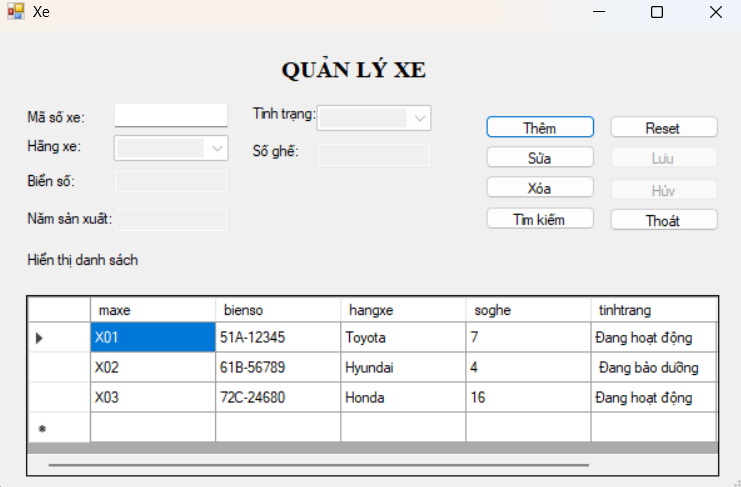 Xe
QUẢN LÝ XE
Mã số xe:
Hãng xe:
Biển số:
Năm sản xuất:
Tình trạng:
Số ghế:
Thêm
Reset
Sửa
Lưu
Xóa
Hủy
Tìm kiếm
Thoát
Hiển thị danh sách
maxe bienso hangxe soghe tinhtrang
X01 51A-12345 Toyota 7 Đang hoạt động
X02 61B-56789 Hyundai 4 Đang bảo dưỡng
X03 72C-24680 Honda 16 Đang hoạt động